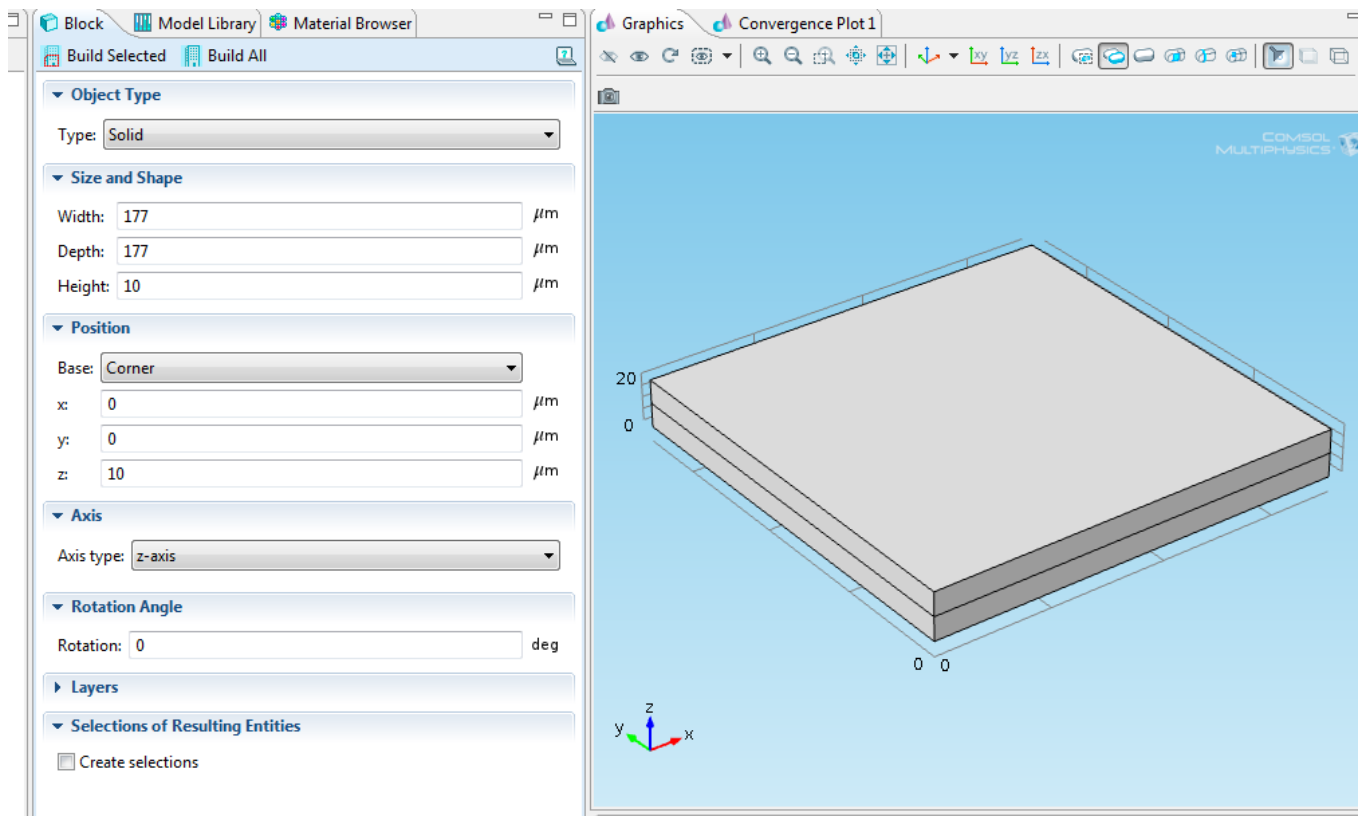 Block Model Library Material Browser
Build Selected Build All
Object Type
Type: Solid
Size and Shape
Width: 177 μm
Depth: 177 μm
Height: 10 μm
Position
Base: Corner
x: 0 μm
y: 0 μm
z: 10 μm
Axis
Axis type: z-axis
Rotation Angle
Rotation: 0 deg
Layers
Selections of Resulting Entities
Create selections
Graphics Convergence Plot 1
xy yz zx
COMSOL
MULTIPHYSICS
20
0
0 0
z
y x